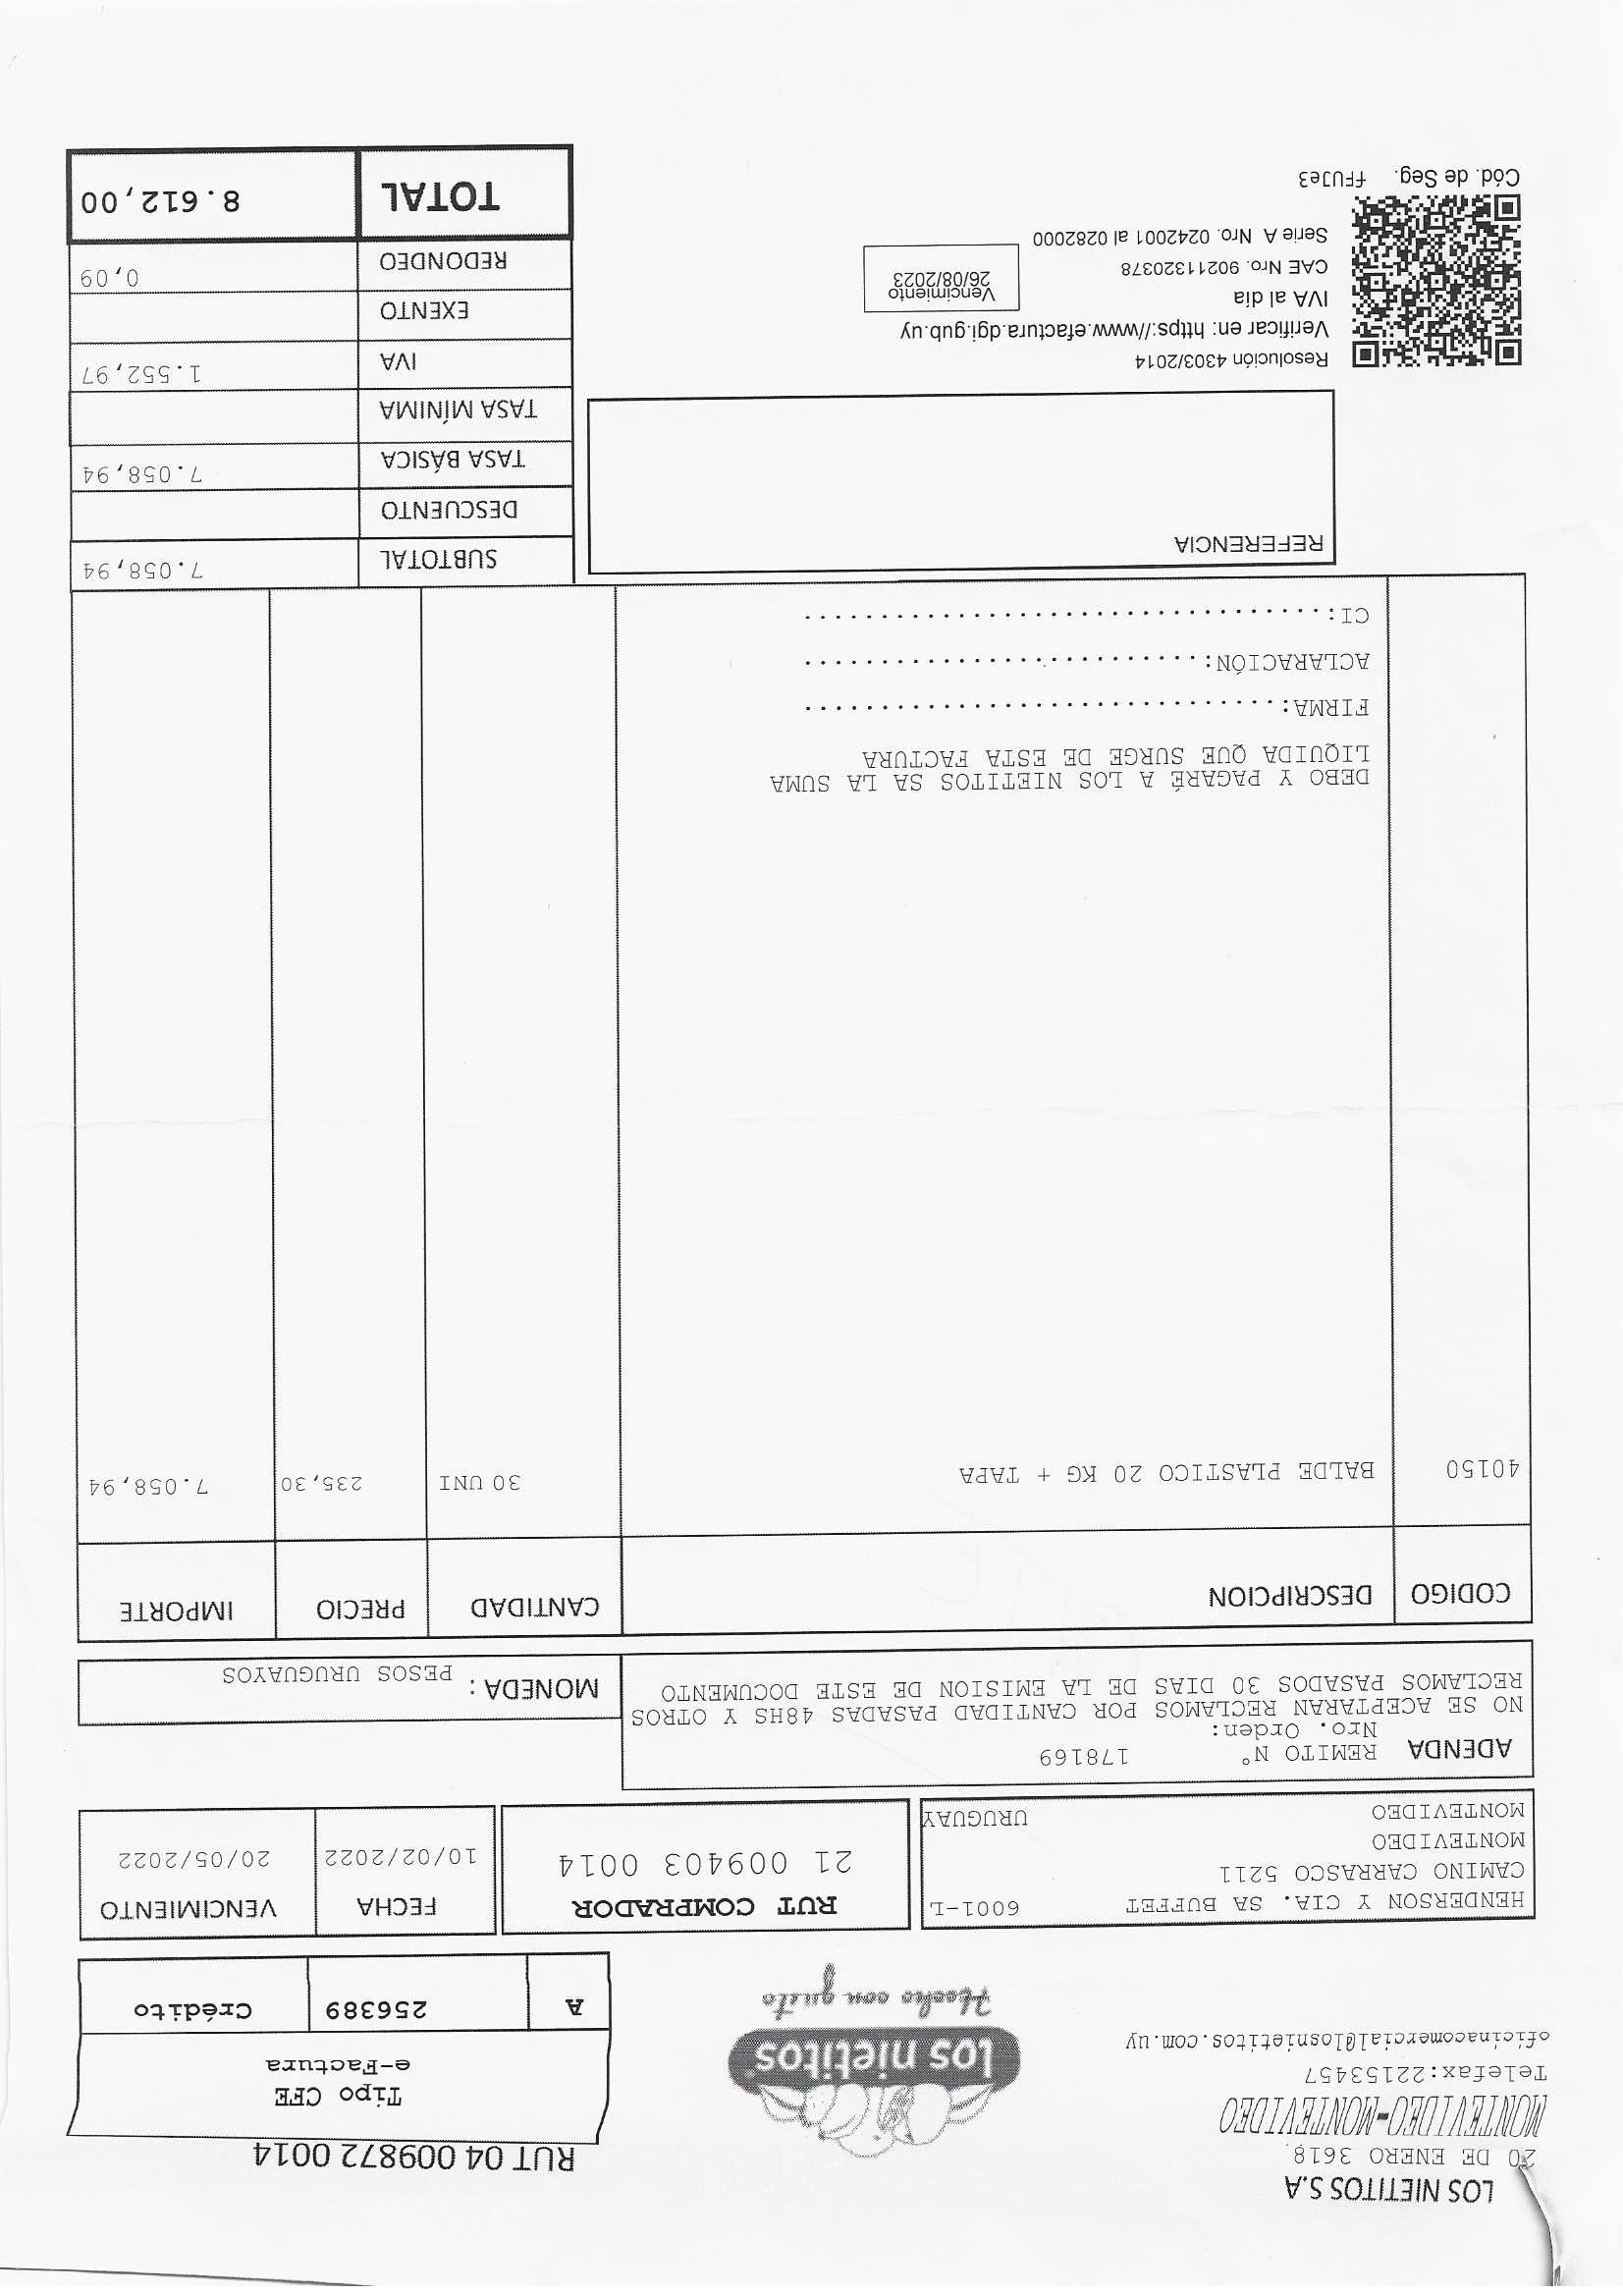 LOS NIETITOS S.A
20 DE ENERO 3618.
MONTEVIDEO-MONTEVIDEO
Telefax:22153457
oficinacomercial@losnietitos.com.uy
los nietitos
Hecho con gusto
RUT 04 009872 0014
Tipo CFE
e-Factura
A 256389 Crédito
HENDERSON Y CIA. SA BUFFET 6001-L
CAMINO CARRASCO 5211
MONTEVIDEO
MONTEVIDEO URUGUAY
RUT COMPRADOR
21 009403 0014
FECHA VENCIMIENTO
10/02/2022 20/05/2022
ADENDA REMITO N° 178169
Nro. Orden:
NO SE ACEPTARAN RECLAMOS POR CANTIDAD PASADAS 48HS Y OTROS
RECLAMOS PASADOS 30 DIAS DE LA EMISION DE ESTE DOCUMENTO
MONEDA : PESOS URUGUAYOS
CODIGO DESCRIPCION CANTIDAD PRECIO IMPORTE
40150 BALDE PLASTICO 20 KG + TAPA 30 UNI 235,30 7.058,94
DEBO Y PAGARÉ A LOS NIETITOS SA LA SUMA
LIQUIDA QUE SURGE DE ESTA FACTURA
FIRMA:................................
ACLARACIÓN:...........................
CI:...................................
REFERENCIA
SUBTOTAL 7.058,94
DESCUENTO
TASA BÁSICA 7.058,94
TASA MÍNIMA
IVA 1.552,97
EXENTO
REDONDEO 0,09
TOTAL 8.612,00
Resolución 4303/2014
Verificar en: https://www.efactura.dgi.gub.uy
IVA al día
CAE Nro. 90211320378
Serie A Nro. 0242001 al 0282000
Vencimiento
26/08/2023
Cód. de Seg. fFUJe3